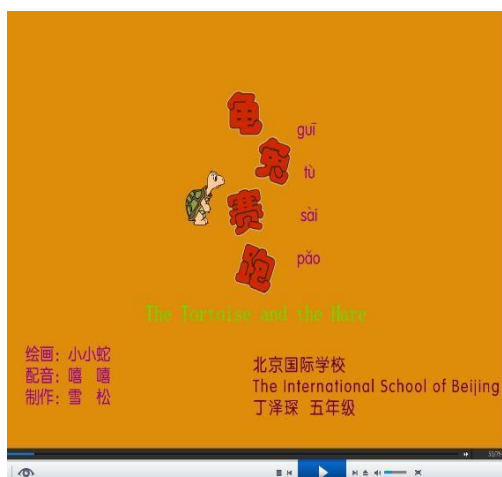 龟
guī
兔
tù
赛
sài
跑
pǎo
The Tortoise and the Hare
绘画：小小蛇
配音：嘻 嘻
制作：雪 松
北京国际学校
The International School of Beijing
丁泽琛 五年级